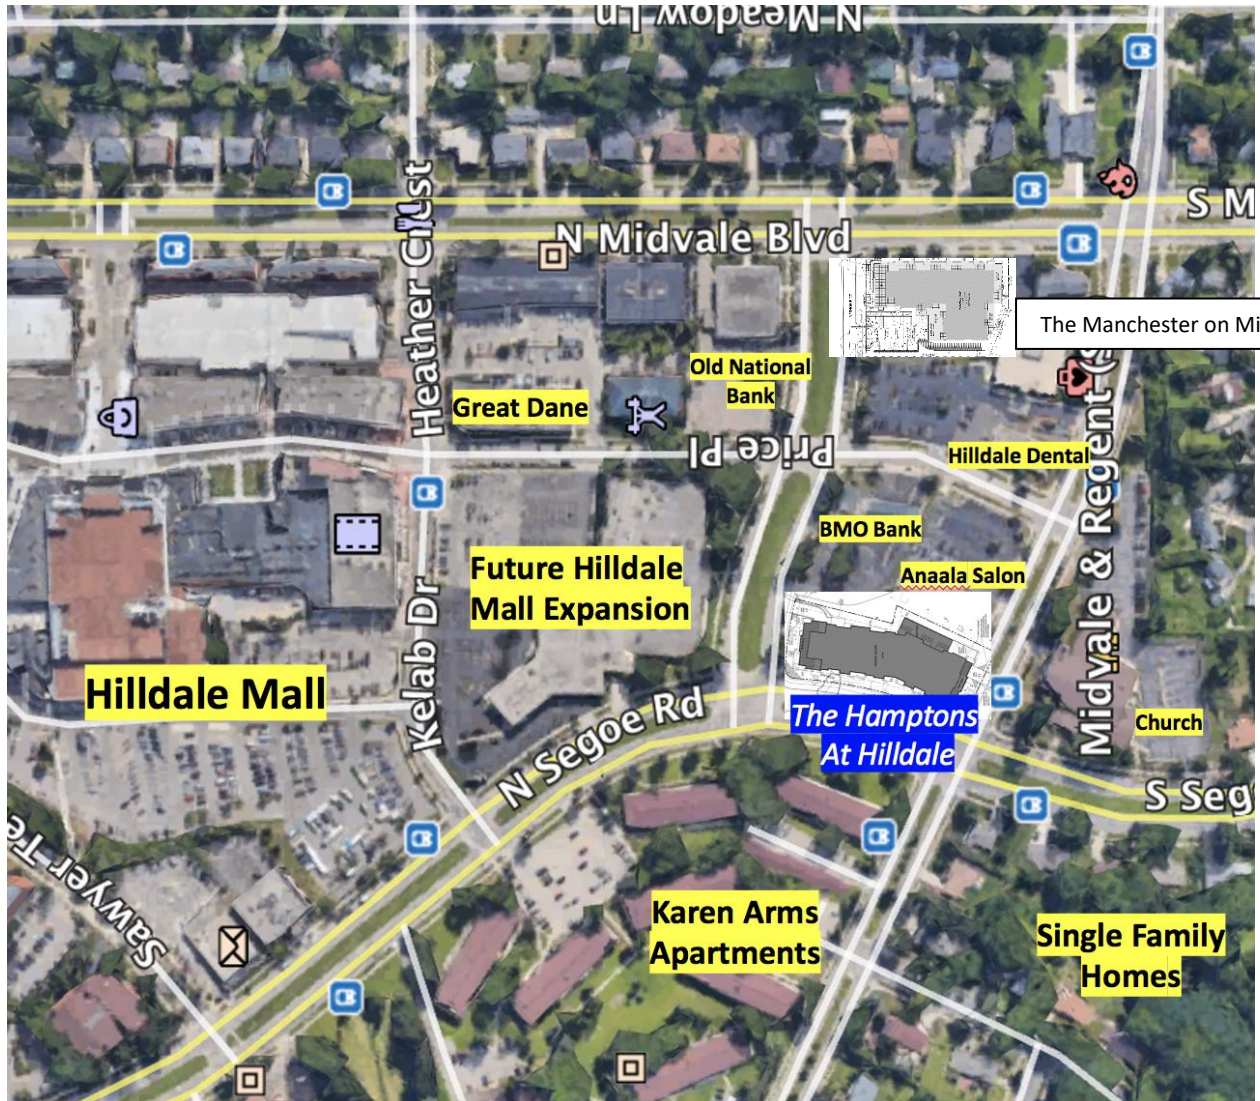 N Meadow Ln
S M
N Midvale Blvd
Heather Crest
The Manchester on Mi
Old National
Bank
Great Dane
Price Pl
Hilldale Dental
Midvale & Regent (s
BMO Bank
Future Hilldale
Mall Expansion
Anaala Salon
Hilldale Mall
Kelab Dr
N Segoe Rd
The Hamptons
At Hilldale
Church
S Sego
Sawyer Te
Karen Arms
Apartments
Single Family
Homes